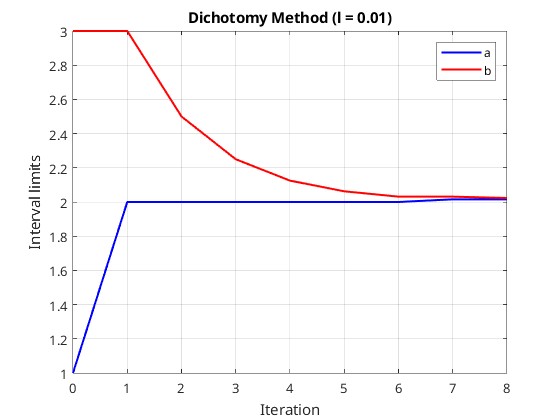 Dichotomy Method (l = 0.01)
a
b
3
2.8
2.6
2.4
2.2
2
1.8
1.6
1.4
1.2
1
Interval limits
0 1 2 3 4 5 6 7 8
Iteration